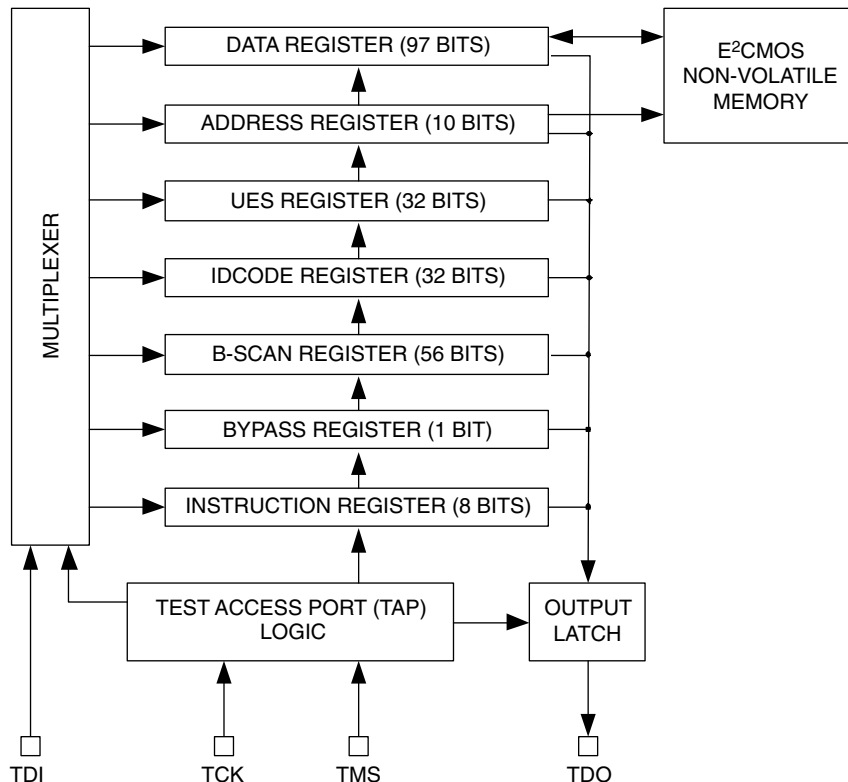 DATA REGISTER (97 BITS)
E²CMOS
NON-VOLATILE
MEMORY
ADDRESS REGISTER (10 BITS)
UES REGISTER (32 BITS)
MULTIPLEXER
IDCODE REGISTER (32 BITS)
B-SCAN REGISTER (56 BITS)
BYPASS REGISTER (1 BIT)
INSTRUCTION REGISTER (8 BITS)
TEST ACCESS PORT (TAP)
LOGIC
OUTPUT
LATCH
TDI
TCK
TMS
TDO